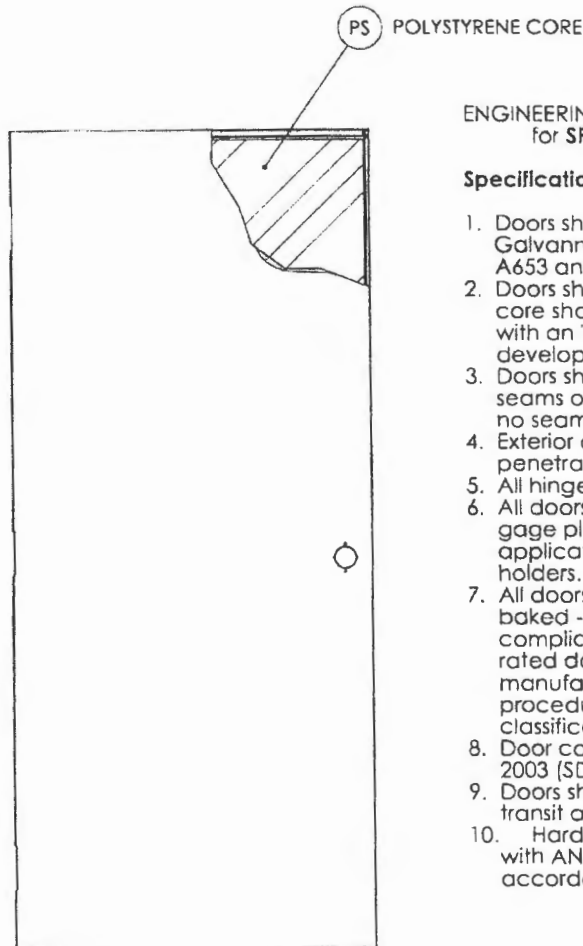 PS POLYSTYRENE CORE
ENGINEERIN
for SF
Specificatio
1. Doors sh
Galvann
A653 an
2. Doors sh
core sha
with an
develop
3. Doors sh
seams o
no seam
4. Exterior
penetra
5. All hinge
6. All doors
gage pl
applica
holders.
7. All doors
baked -
complia
rated do
manufa
procedu
classific
8. Door co
2003 (SD
9. Doors sh
transit a
10. Hard
with AN
accord